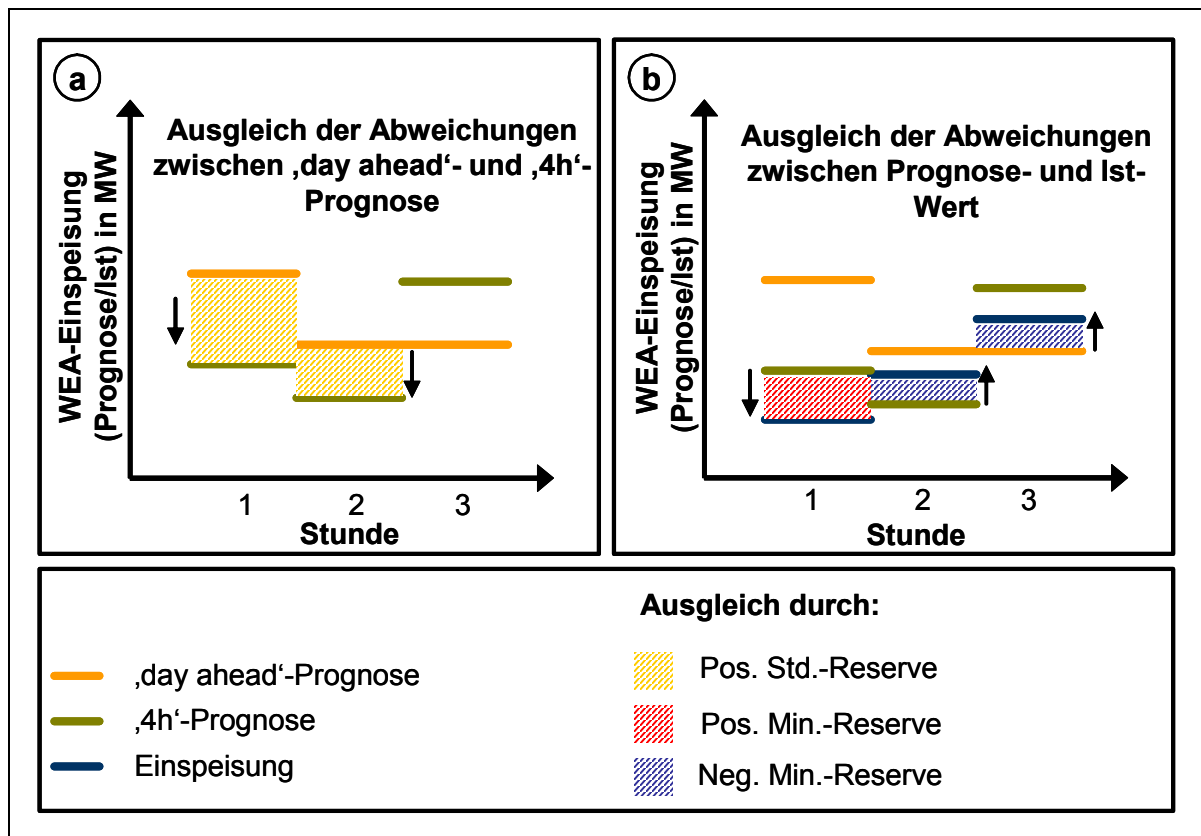 a
Ausgleich der Abweichungen
zwischen ‚day ahead‘- und ‚4h‘-
Prognose
WEA-Einspeisung
(Prognose/Ist) in MW
1 2 3
Stunde
b
Ausgleich der Abweichungen
zwischen Prognose- und Ist-
Wert
WEA-Einspeisung
(Prognose/Ist) in MW
1 2 3
Stunde
‚day ahead‘-Prognose
‚4h‘-Prognose
Einspeisung
Ausgleich durch:
Pos. Std.-Reserve
Pos. Min.-Reserve
Neg. Min.-Reserve